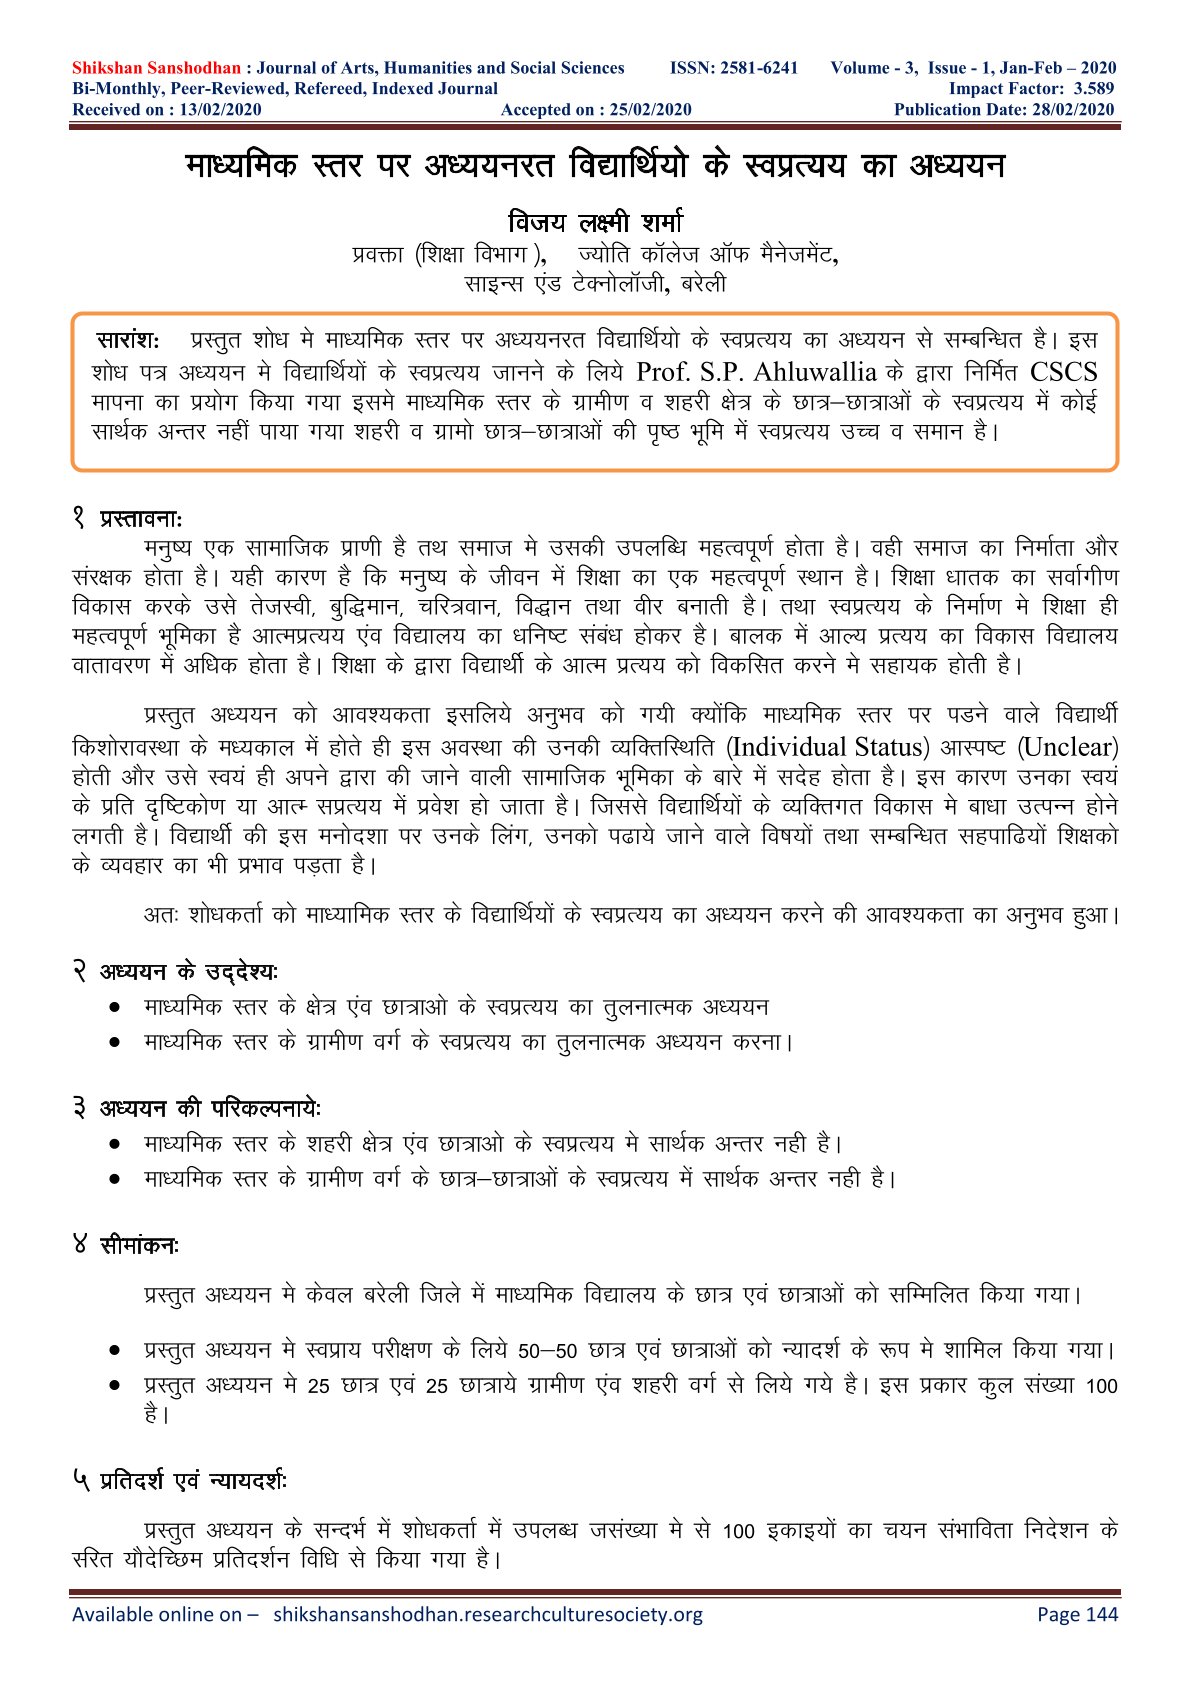 Shikshan Sanshodhan : Journal of Arts, Humanities and Social Sciences ISSN: 2581-6241 Volume - 3, Issue - 1, Jan-Feb – 2020
Bi-Monthly, Peer-Reviewed, Refereed, Indexed Journal Impact Factor: 3.589
Received on : 13/02/2020 Accepted on : 25/02/2020 Publication Date: 28/02/2020
माध्यमिक स्तर पर अध्ययनरत विद्यार्थियो के स्वप्रत्यय का अध्ययन
विजय लक्ष्मी शर्मा
प्रवक्ता (शिक्षा विभाग ), ज्योति कॉलेज ऑफ मैनेजमेंट,
साइन्स एंड टेक्नोलॉजी, बरेली
सारांश: प्रस्तुत शोध मे माध्यमिक स्तर पर अध्ययनरत विद्यार्थियो के स्वप्रत्यय का अध्ययन से सम्बन्धित है। इस
शोध पत्र अध्ययन मे विद्यार्थियों के स्वप्रत्यय जानने के लिये Prof. S.P. Ahluwallia के द्वारा निर्मित CSCS
मापना का प्रयोग किया गया इसमे माध्यमिक स्तर के ग्रामीण व शहरी क्षेत्र के छात्र–छात्राओं के स्वप्रत्यय में कोई
सार्थक अन्तर नहीं पाया गया शहरी व ग्रामो छात्र–छात्राओं की पृष्ठ भूमि में स्वप्रत्यय उच्च व समान है।
१ प्रस्तावना:
मनुष्य एक सामाजिक प्राणी है तथ समाज मे उसकी उपलब्धि महत्वपूर्ण होता है। वही समाज का निर्माता और
संरक्षक होता है। यही कारण है कि मनुष्य के जीवन में शिक्षा का एक महत्वपूर्ण स्थान है। शिक्षा धातक का सर्वागीण
विकास करके उसे तेजस्वी, बुद्धिमान, चरित्रवान, विद्धान तथा वीर बनाती है। तथा स्वप्रत्यय के निर्माण मे शिक्षा ही
महत्वपूर्ण भूमिका है आत्मप्रत्यय एंव विद्यालय का धनिष्ट संबंध होकर है। बालक में आल्य प्रत्यय का विकास विद्यालय
वातावरण में अधिक होता है। शिक्षा के द्वारा विद्यार्थी के आत्म प्रत्यय को विकसित करने मे सहायक होती है।
प्रस्तुत अध्ययन को आवश्यकता इसलिये अनुभव को गयी क्योंकि माध्यमिक स्तर पर पडने वाले विद्यार्थी
किशोरावस्था के मध्यकाल में होते ही इस अवस्था की उनकी व्यक्तिस्थिति (Individual Status) आस्पष्ट (Unclear)
होती और उसे स्वयं ही अपने द्वारा की जाने वाली सामाजिक भूमिका के बारे में सदेह होता है। इस कारण उनका स्वयं
के प्रति दृष्टिकोण या आत्म्‍ सप्रत्यय में प्रवेश हो जाता है। जिससे विद्यार्थियों के व्यक्तिगत विकास मे बाधा उत्पन्न होने
लगती है। विद्यार्थी की इस मनोदशा पर उनके लिंग, उनको पढाये जाने वाले विषयों तथा सम्बन्धित सहपाढियों शिक्षको
के व्यवहार का भी प्रभाव पड़ता है।
अतः शोधकर्ता को माध्यामिक स्तर के विद्यार्थियों के स्वप्रत्यय का अध्ययन करने की आवश्यकता का अनुभव हुआ।
२ अध्ययन के उद्देश्य:
• माध्यमिक स्तर के क्षेत्र एंव छात्राओ के स्वप्रत्यय का तुलनात्मक अध्ययन
• माध्यमिक स्तर के ग्रामीण वर्ग के स्वप्रत्यय का तुलनात्मक अध्ययन करना।
३ अध्ययन की परिकल्पनाये:
• माध्यमिक स्तर के शहरी क्षेत्र एंव छात्राओ के स्वप्रत्यय मे सार्थक अन्तर नही है।
• माध्यमिक स्तर के ग्रामीण वर्ग के छात्र–छात्राओं के स्वप्रत्यय में सार्थक अन्तर नही है।
४ सीमांकन:
प्रस्तुत अध्ययन मे केवल बरेली जिले में माध्यमिक विद्यालय के छात्र एवं छात्राओं को सम्मिलित किया गया।
• प्रस्तुत अध्ययन मे स्वप्राय परीक्षण के लिये 50–50 छात्र एवं छात्राओं को न्यादर्श के रूप मे शामिल किया गया।
• प्रस्तुत अध्ययन मे 25 छात्र एवं 25 छात्राये ग्रामीण एंव शहरी वर्ग से लिये गये है। इस प्रकार कुल संख्या 100
है।
५ प्रतिदर्श एवं न्यायदर्श:
प्रस्तुत अध्ययन के सन्दर्भ में शोधकर्ता में उपलब्ध जसंख्या मे से 100 इकाइयों का चयन संभाविता निदेशन के
सरित यौदेच्छिम प्रतिदर्शन विधि से किया गया है।
Available online on – shikshansanshodhan.researchculturesociety.org Page 144